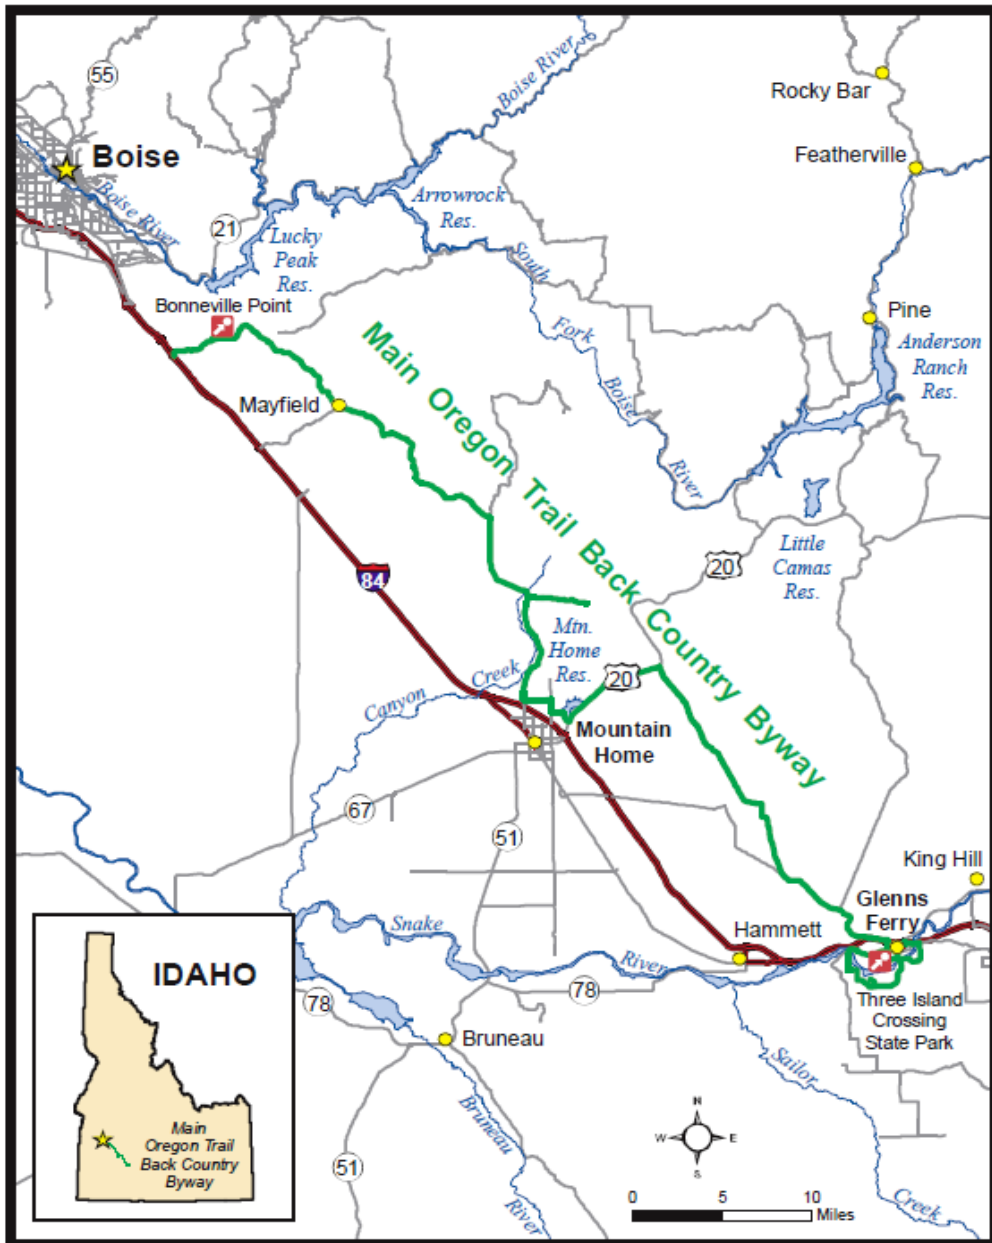 55
Boise River
Rocky Bar
Boise
Featherville
Boise River
Arrowrock
Res.
21
Lucky
Peak
Res.
South
Fork
Boise
River
Bonneville Point
Pine
Anderson
Ranch
Res.
Main Oregon Trail Back Country Byway
Mayfield
84
20
Little
Camas
Res.
Mtn.
Home
Res.
20
Canyon
Creek
Mountain
Home
67
51
King Hill
Glenns
Ferry
Hammett
Snake
River
78
78
Three Island
Crossing
State Park
Bruneau
Sailor
Creek
Bruneau
River
51
IDAHO
Main
Oregon Trail
Back Country
Byway
N
W
E
S
0
5
10
Miles